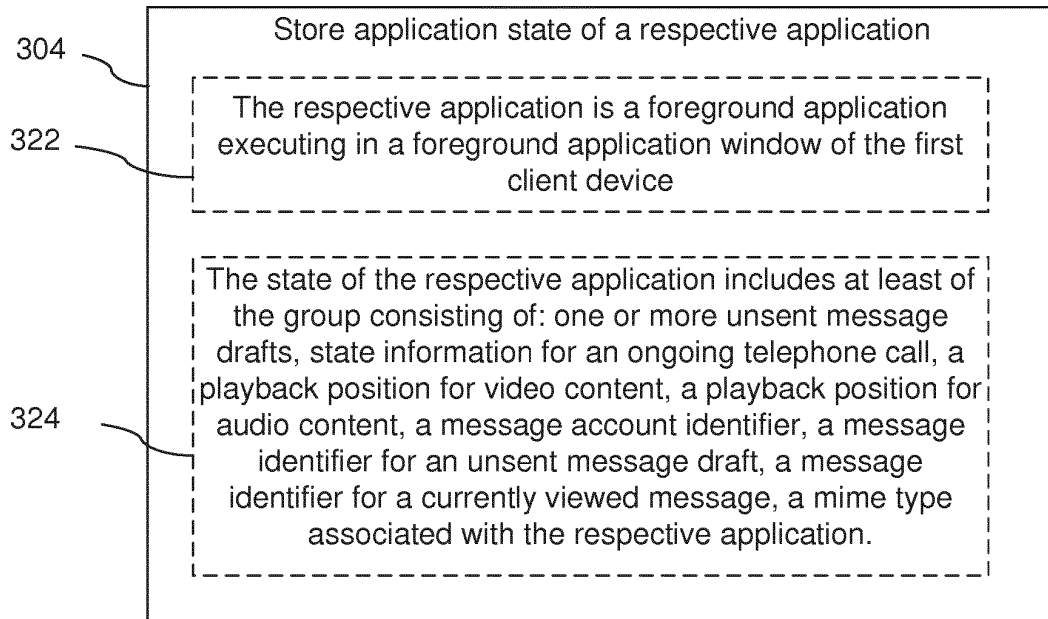 Store application state of a respective application
304
The respective application is a foreground application
executing in a foreground application window of the first
client device
322
The state of the respective application includes at least of
the group consisting of: one or more unsent message
drafts, state information for an ongoing telephone call, a
playback position for video content, a playback position for
audio content, a message account identifier, a message
identifier for an unsent message draft, a message
identifier for a currently viewed message, a mime type
associated with the respective application.
324